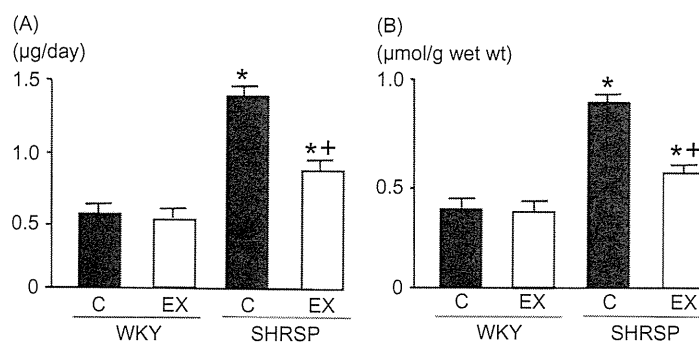 (A)
(µg/day)
1.5
1.0
0.5
0
*
*+
C EX C EX
WKY SHRSP
(B)
(µmol/g wet wt)
1.0
0.5
0
*
*+
C EX C EX
WKY SHRSP